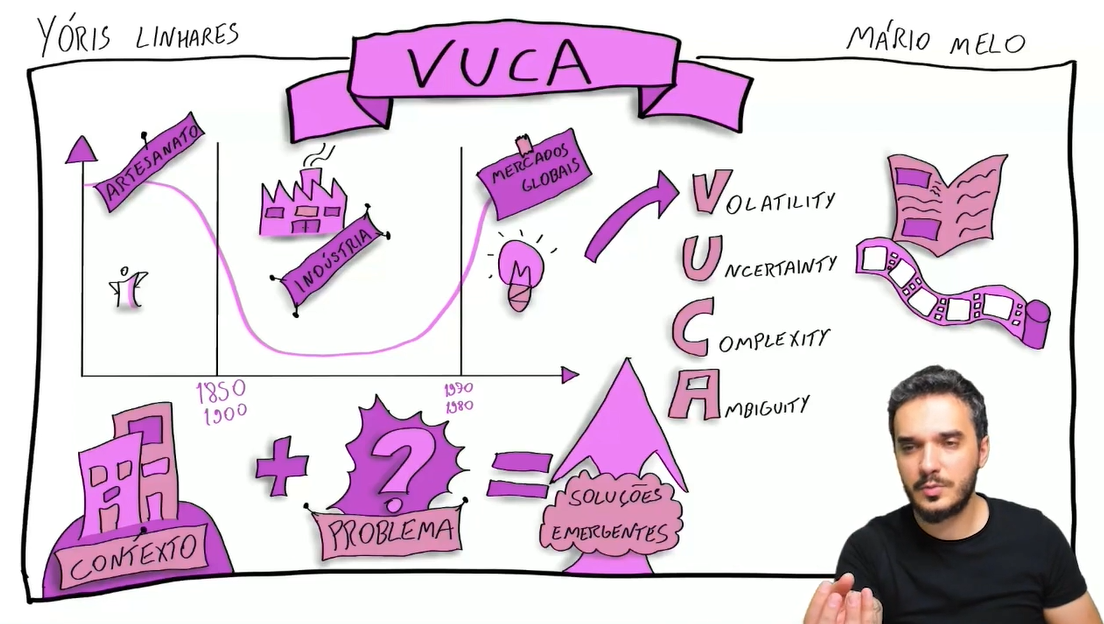 YÓRIS LINHARES
MÁRIO MELO
VUCA
ARTESANATO
INDÚSTRIA
MERCADOS
GLOBAIS
VOLATILITY
UNCERTAINTY
COMPLEXITY
AMBIGUITY
1850
1900
1990
1980
CONTEXTO
+
?
PROBLEMA
=
SOLUÇÕES
EMERGENTES